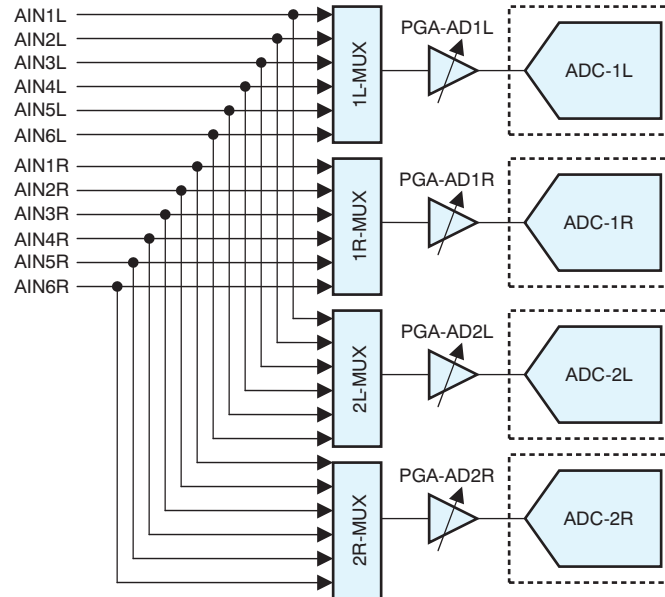 AIN1L
AIN2L
AIN3L
AIN4L
AIN5L
AIN6L
AIN1R
AIN2R
AIN3R
AIN4R
AIN5R
AIN6R
1L-MUX
PGA-AD1L
ADC-1L
1R-MUX
PGA-AD1R
ADC-1R
2L-MUX
PGA-AD2L
ADC-2L
2R-MUX
PGA-AD2R
ADC-2R